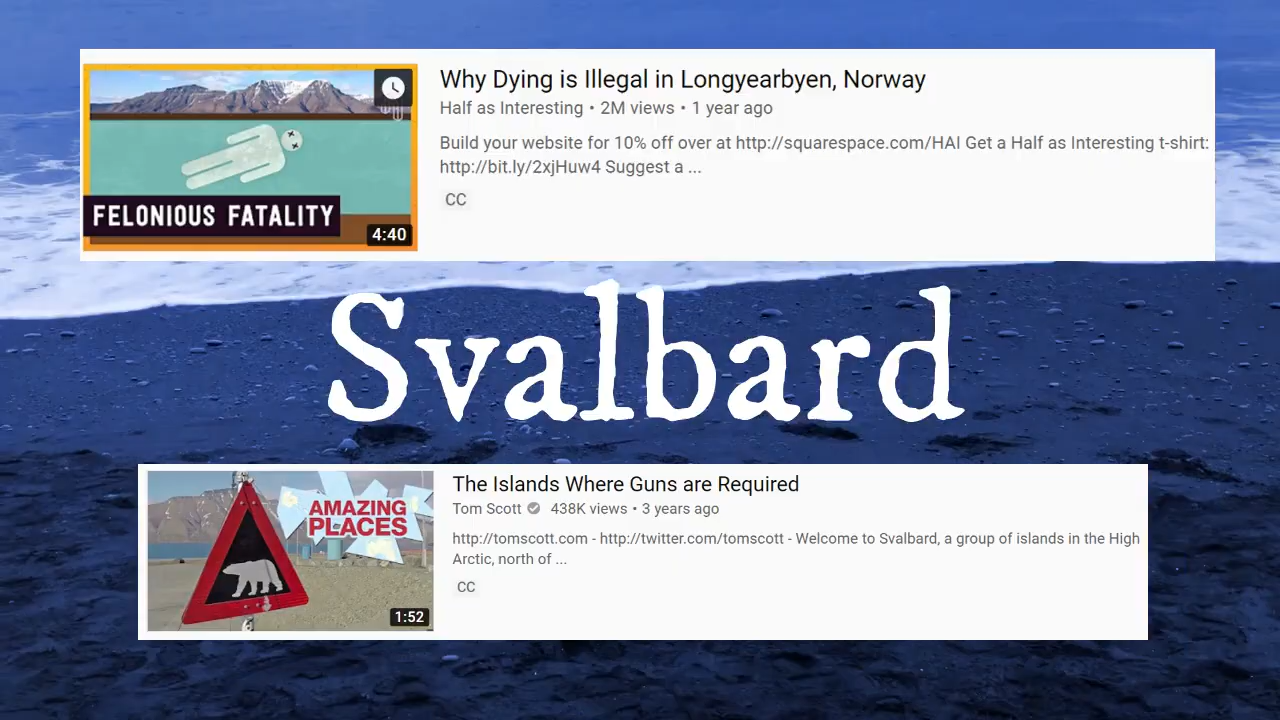 Why Dying is Illegal in Longyearbyen, Norway
Half as Interesting • 2M views • 1 year ago
Build your website for 10% off over at http://squarespace.com/HAI Get a Half as Interesting t-shirt:
http://bit.ly/2xjHuw4 Suggest a ...
CC
FELONIOUS FATALITY
4:40
Svalbard
AMAZING
PLACES
1:52
The Islands Where Guns are Required
Tom Scott 438K views • 3 years ago
http://tomscott.com - http://twitter.com/tomscott - Welcome to Svalbard, a group of islands in the High
Arctic, north of ...
CC